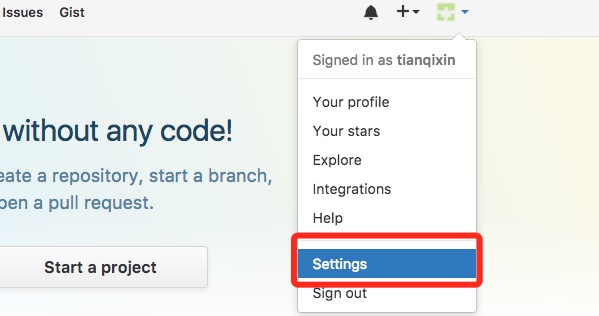 Issues Gist
Signed in as tianqixin
without any code!
Your profile
Your stars
eate a repository, start a branch,
Explore
pen a pull request.
Integrations
Help
Start a project
Settings
Sign out